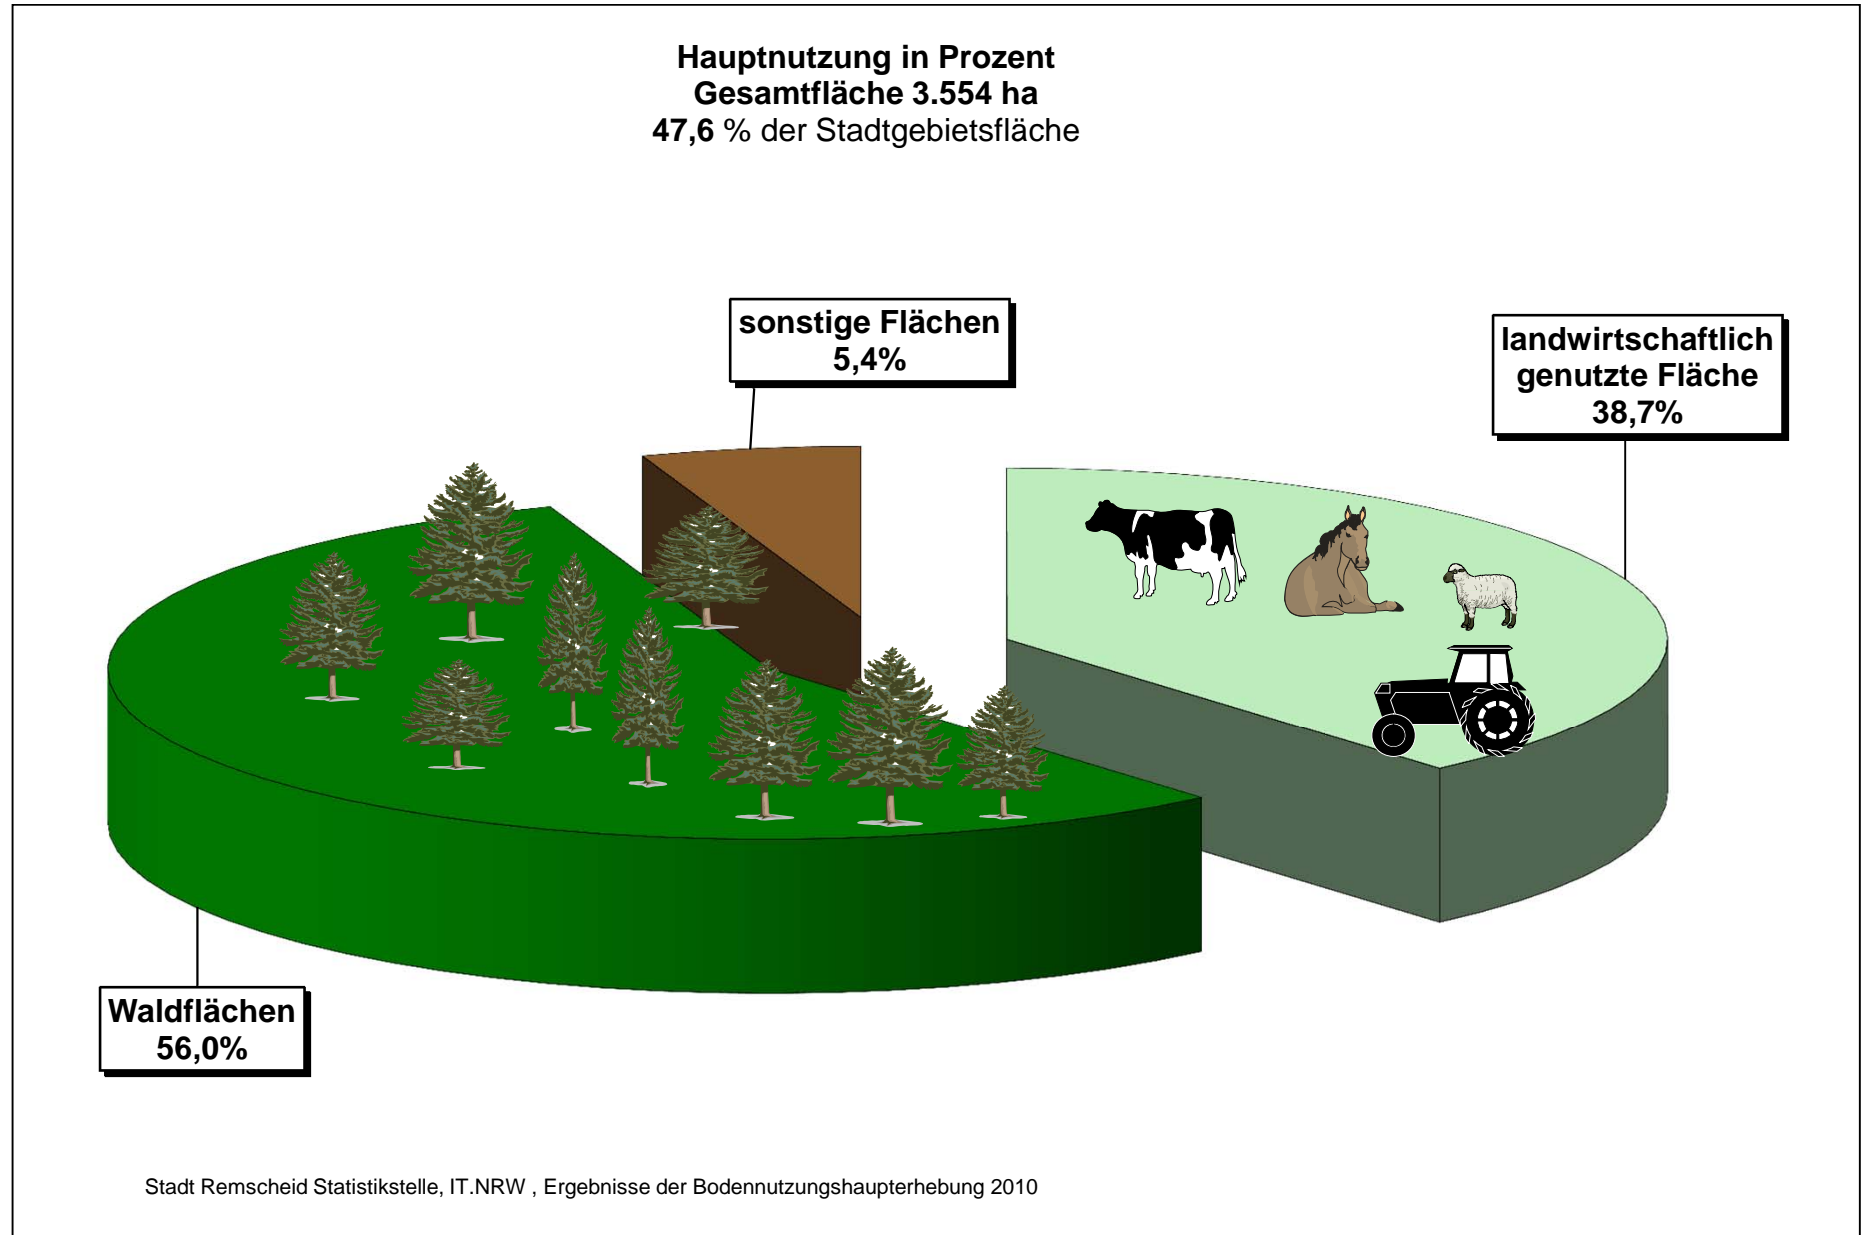 Hauptnutzung in Prozent
Gesamtfläche 3.554 ha
47,6 % der Stadtgebietsfläche
sonstige Flächen
5,4%
landwirtschaftlich
genutzte Fläche
38,7%
Waldflächen
56,0%
Stadt Remscheid Statistikstelle, IT.NRW , Ergebnisse der Bodennutzungshaupterhebung 2010